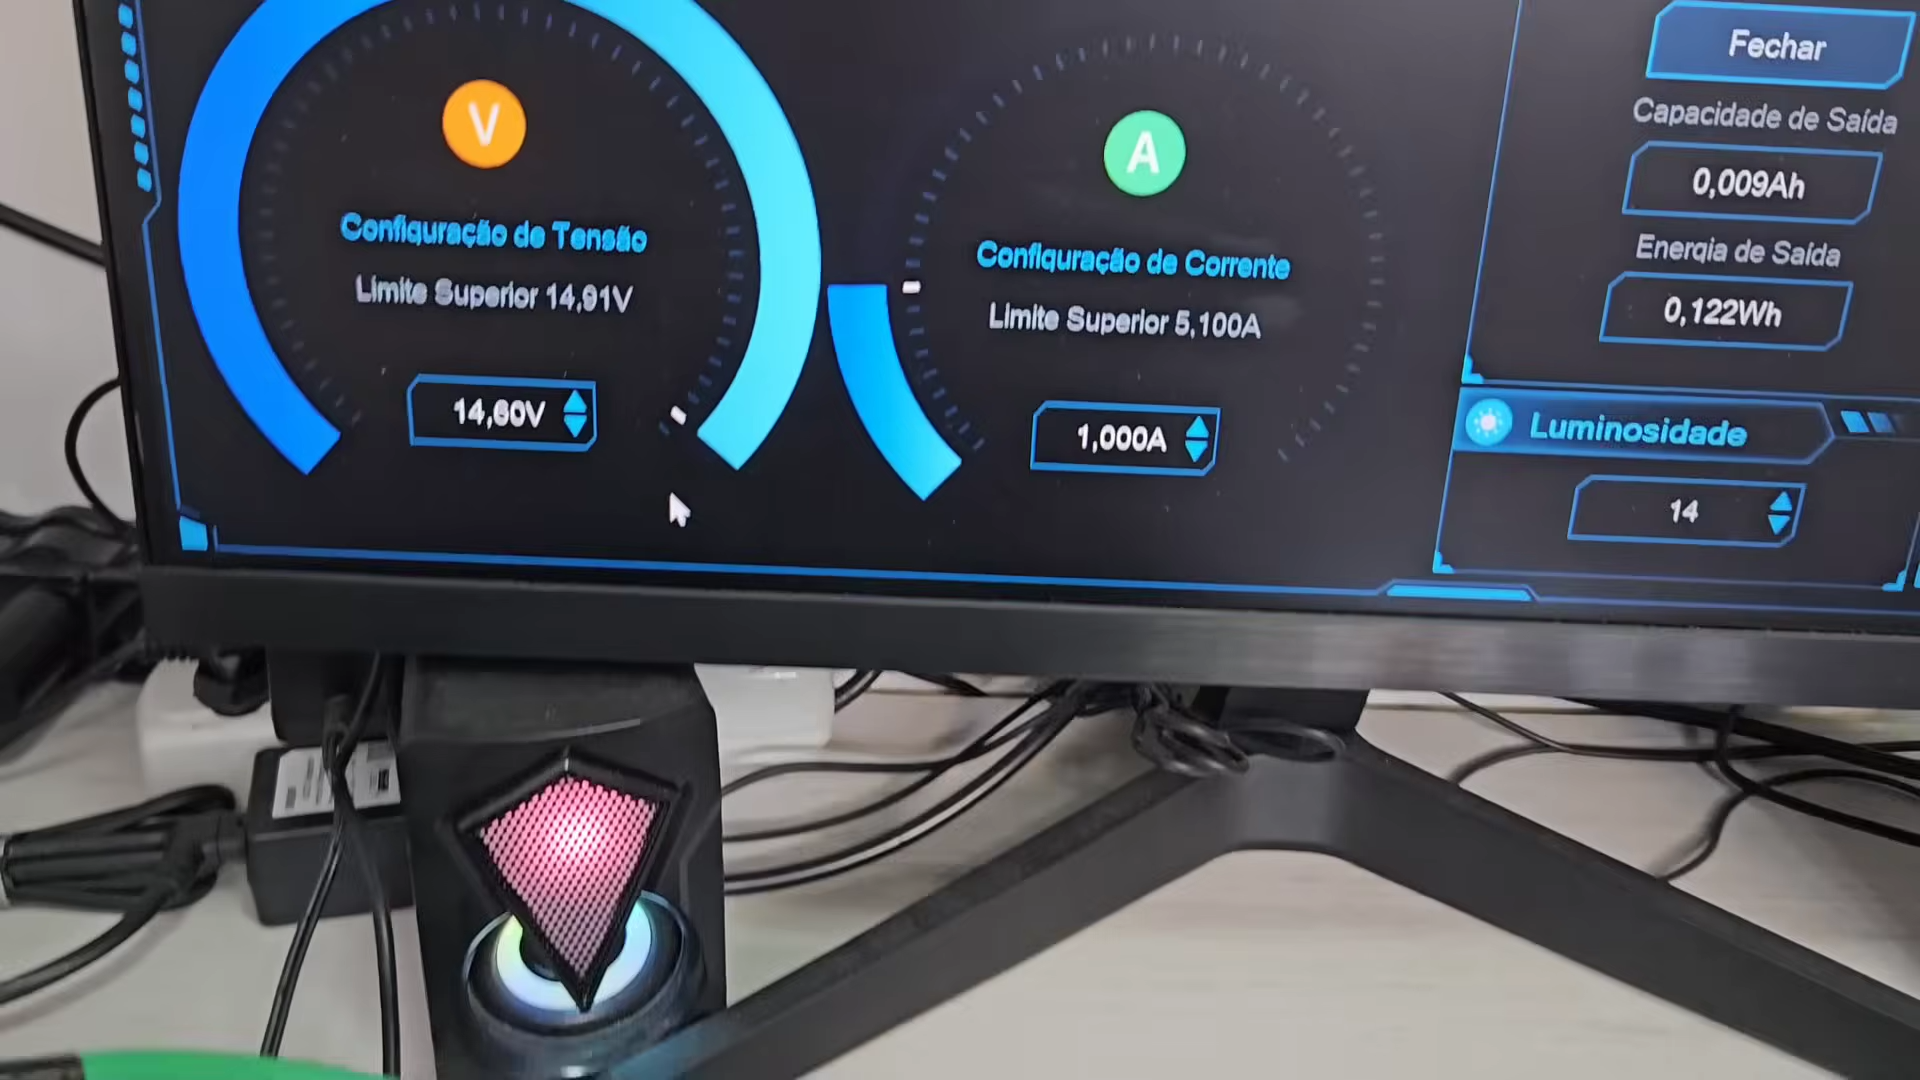 V
Configuração de Tensão
Limite Superior 14,91V
14,60V
A
Configuração de Corrente
Limite Superior 5,100A
1,000A
Fechar
Capacidade de Saída
0,009Ah
Energia de Saída
0,122Wh
Luminosidade
14